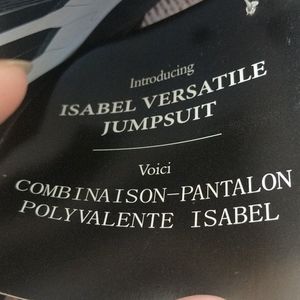 Introducing
ISABEL VERSATILE
JUMPSUIT
Voici
COMBINAISON-PANTALON
POLYVALENTE ISABEL